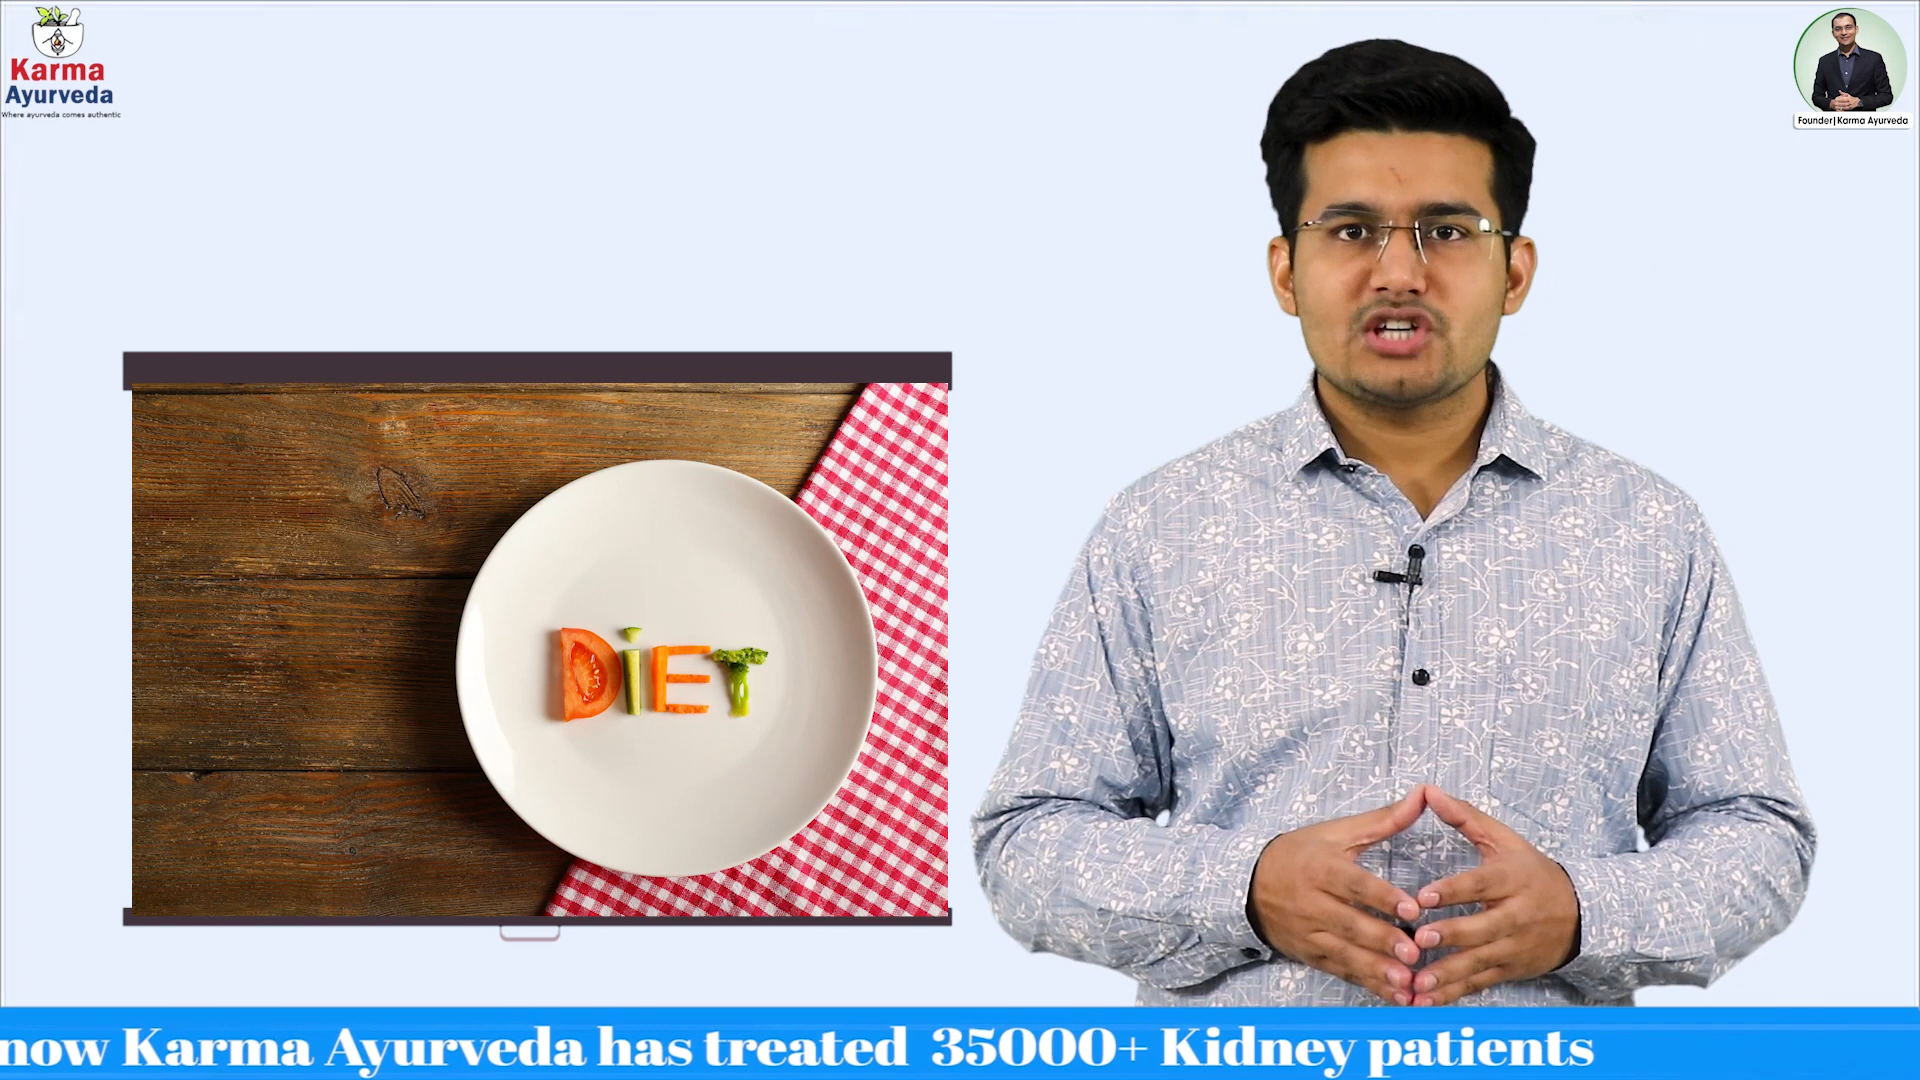 Karma
Ayurveda
Where ayurveda comes authentic
Founder|Karma Ayurveda
DiET
now Karma Ayurveda has treated 35000+ Kidney patients